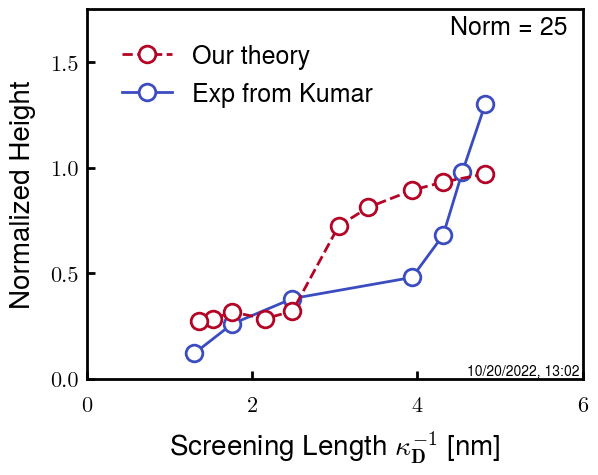 Norm = 25
Our theory
Exp from Kumar
Normalized Height
1.5
1.0
0.5
0.0
10/20/2022, 13:02
0 2 4 6
Screening Length κ_D^{-1} [nm]